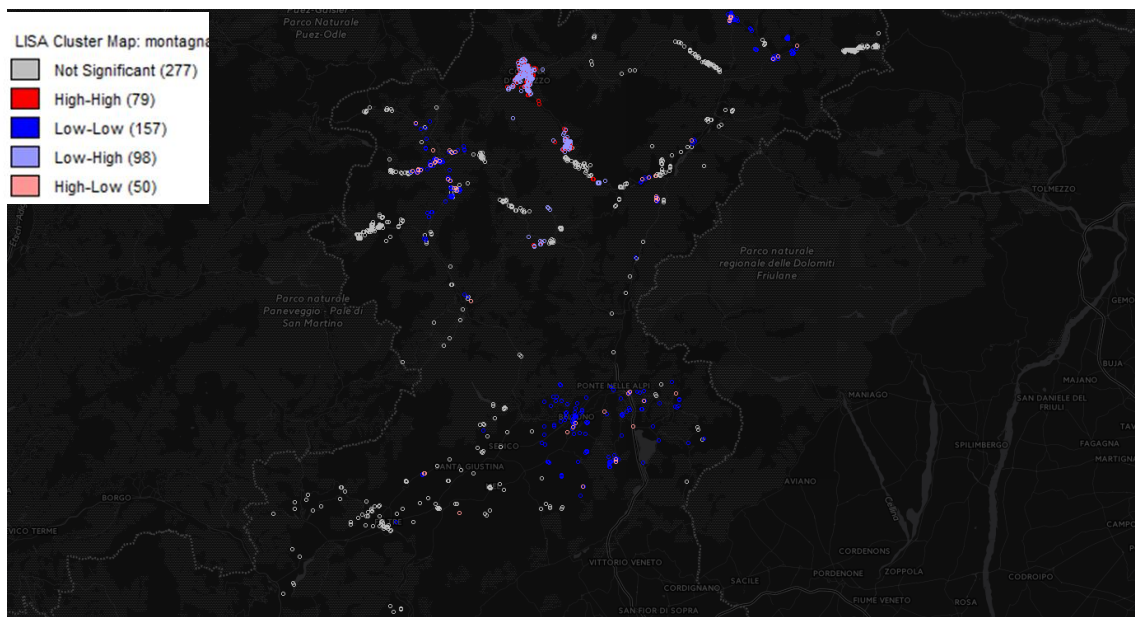 LISA Cluster Map: montagna
Not Significant (277)
High-High (79)
Low-Low (157)
Low-High (98)
High-Low (50)
Parco Naturale
Puez-Odle
TOLMEZZO
Parco naturale
regionale delle Dolomiti
Friulane
Parco naturale
Paneveggio - Pale di
San Martino
GEMO
BUJA
MAJANO
PONTE NELLE ALPI
MANIAGO
SAN DANIELE DEL
FRIULI
SPILIMBERGO
FAGAGNA
MARTIGNA
SANTA GIUSTINA
AVIANO
BORGO
VICO TERME
CAMPO
CORDENONS
VITTORIO VENETO
PORDENONE
ZOPPOLA
CODROIPO
SACILE
CORDIGNANO
FIUME VENETO
ROSA
SAN FIOR DI SOPRA